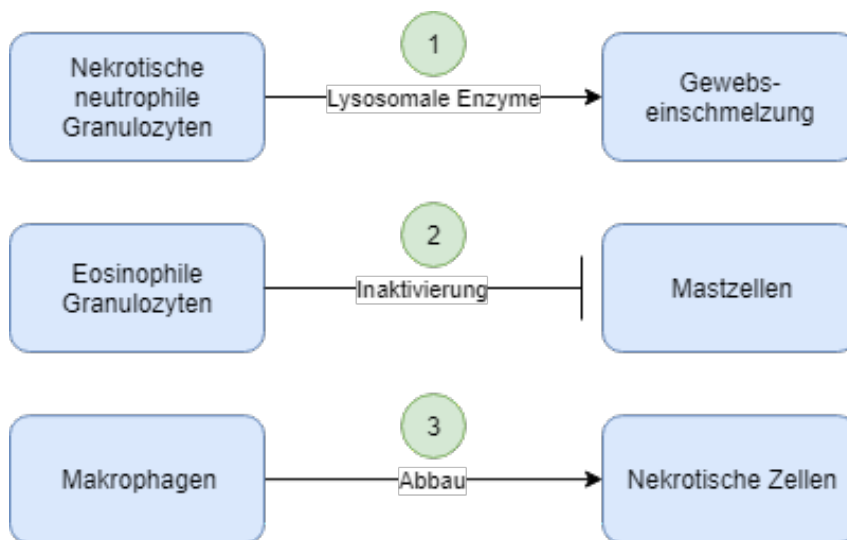 1
Nekrotische
neutrophile
Granulozyten
Lysosomale Enzyme
Gewebs-
einschmelzung
2
Eosinophile
Granulozyten
Inaktivierung
Mastzellen
3
Makrophagen
Abbau
Nekrotische Zellen